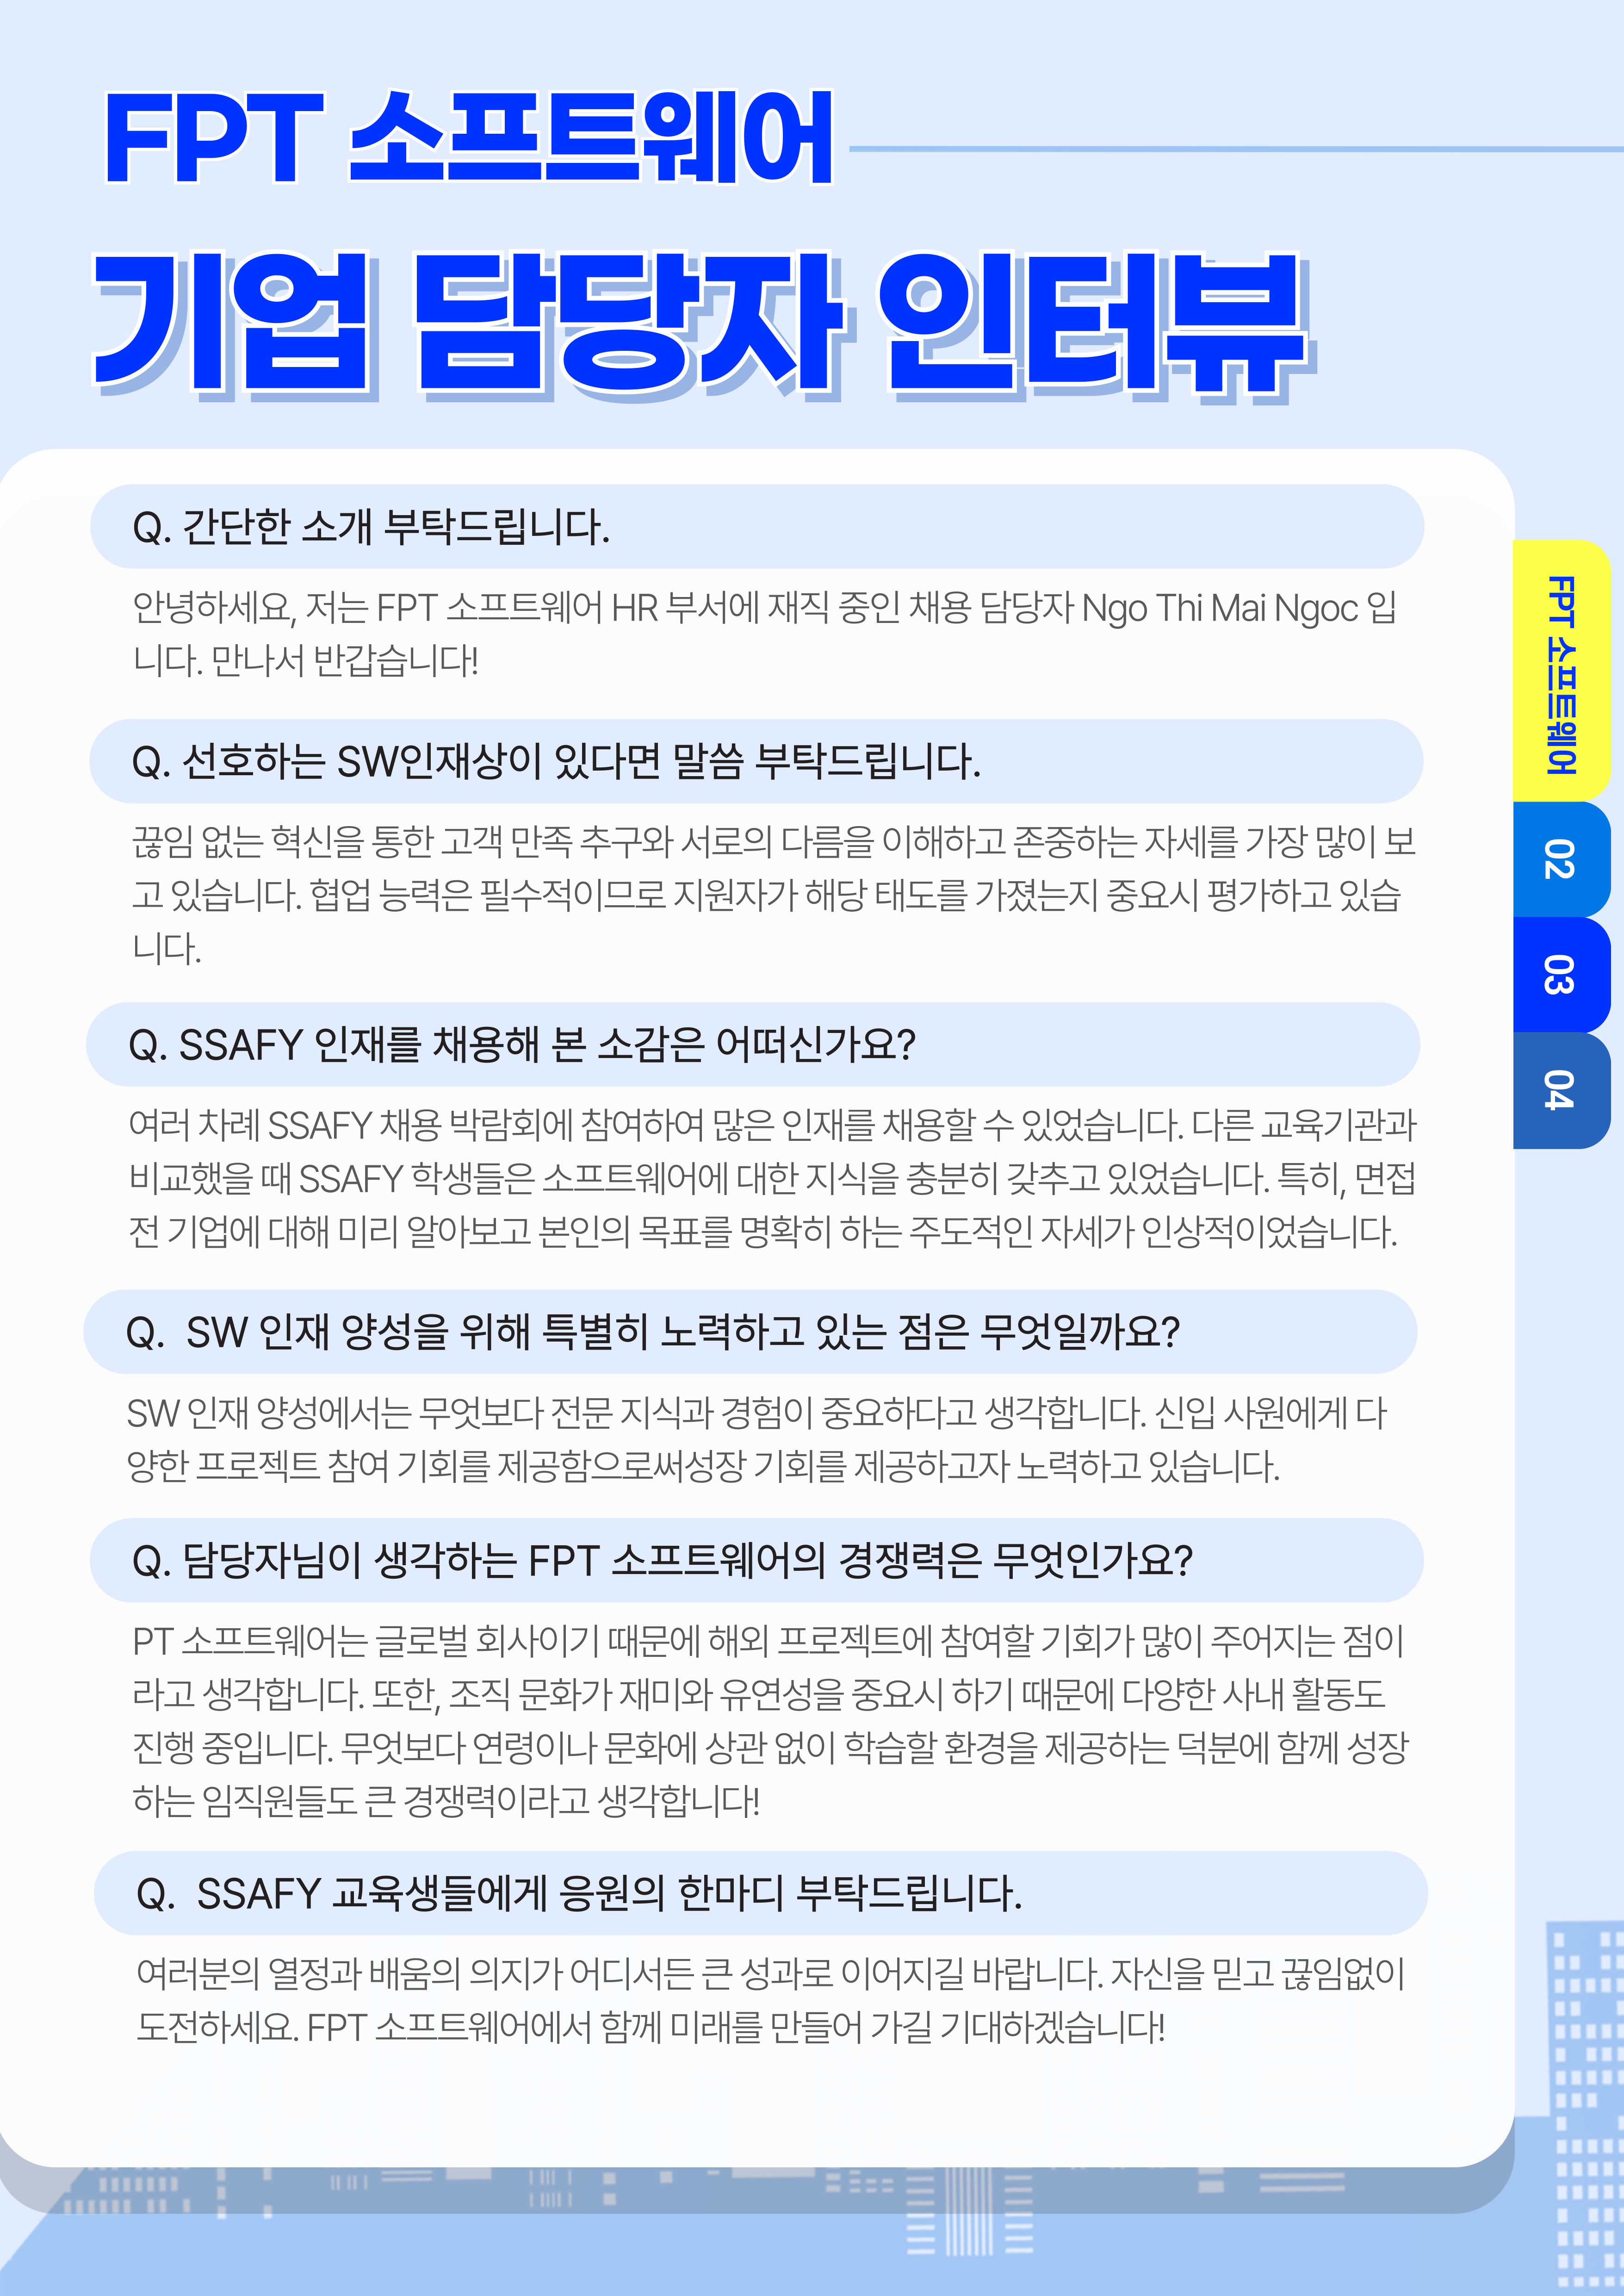 FPT 소프트웨어
기업 담당자 인터뷰
Q. 간단한 소개 부탁드립니다.
안녕하세요, 저는 FPT 소프트웨어 HR 부서에 재직 중인 채용 담당자 Ngo Thi Mai Ngoc 입
니다. 만나서 반갑습니다!
Q. 선호하는 SW인재상이 있다면 말씀 부탁드립니다.
끊임 없는 혁신을 통한 고객 만족 추구와 서로의 다름을 이해하고 존중하는 자세를 가장 많이 보
고 있습니다. 협업 능력은 필수적이므로 지원자가 해당 태도를 가졌는지 중요시 평가하고 있습
니다.
Q. SSAFY 인재를 채용해 본 소감은 어떠신가요?
여러 차례 SSAFY 채용 박람회에 참여하여 많은 인재를 채용할 수 있었습니다. 다른 교육기관과
비교했을 때 SSAFY 학생들은 소프트웨어에 대한 지식을 충분히 갖추고 있었습니다. 특히, 면접
전 기업에 대해 미리 알아보고 본인의 목표를 명확히 하는 주도적인 자세가 인상적이었습니다.
Q. SW 인재 양성을 위해 특별히 노력하고 있는 점은 무엇일까요?
SW 인재 양성에서는 무엇보다 전문 지식과 경험이 중요하다고 생각합니다. 신입 사원에게 다
양한 프로젝트 참여 기회를 제공함으로써성장 기회를 제공하고자 노력하고 있습니다.
Q. 담당자님이 생각하는 FPT 소프트웨어의 경쟁력은 무엇인가요?
PT 소프트웨어는 글로벌 회사이기 때문에 해외 프로젝트에 참여할 기회가 많이 주어지는 점이
라고 생각합니다. 또한, 조직 문화가 재미와 유연성을 중요시 하기 때문에 다양한 사내 활동도
진행 중입니다. 무엇보다 연령이나 문화에 상관 없이 학습할 환경을 제공하는 덕분에 함께 성장
하는 임직원들도 큰 경쟁력이라고 생각합니다!
Q. SSAFY 교육생들에게 응원의 한마디 부탁드립니다.
여러분의 열정과 배움의 의지가 어디서든 큰 성과로 이어지길 바랍니다. 자신을 믿고 끊임없이
도전하세요. FPT 소프트웨어에서 함께 미래를 만들어 가길 기대하겠습니다!
FPT 소프트웨어
02
03
04